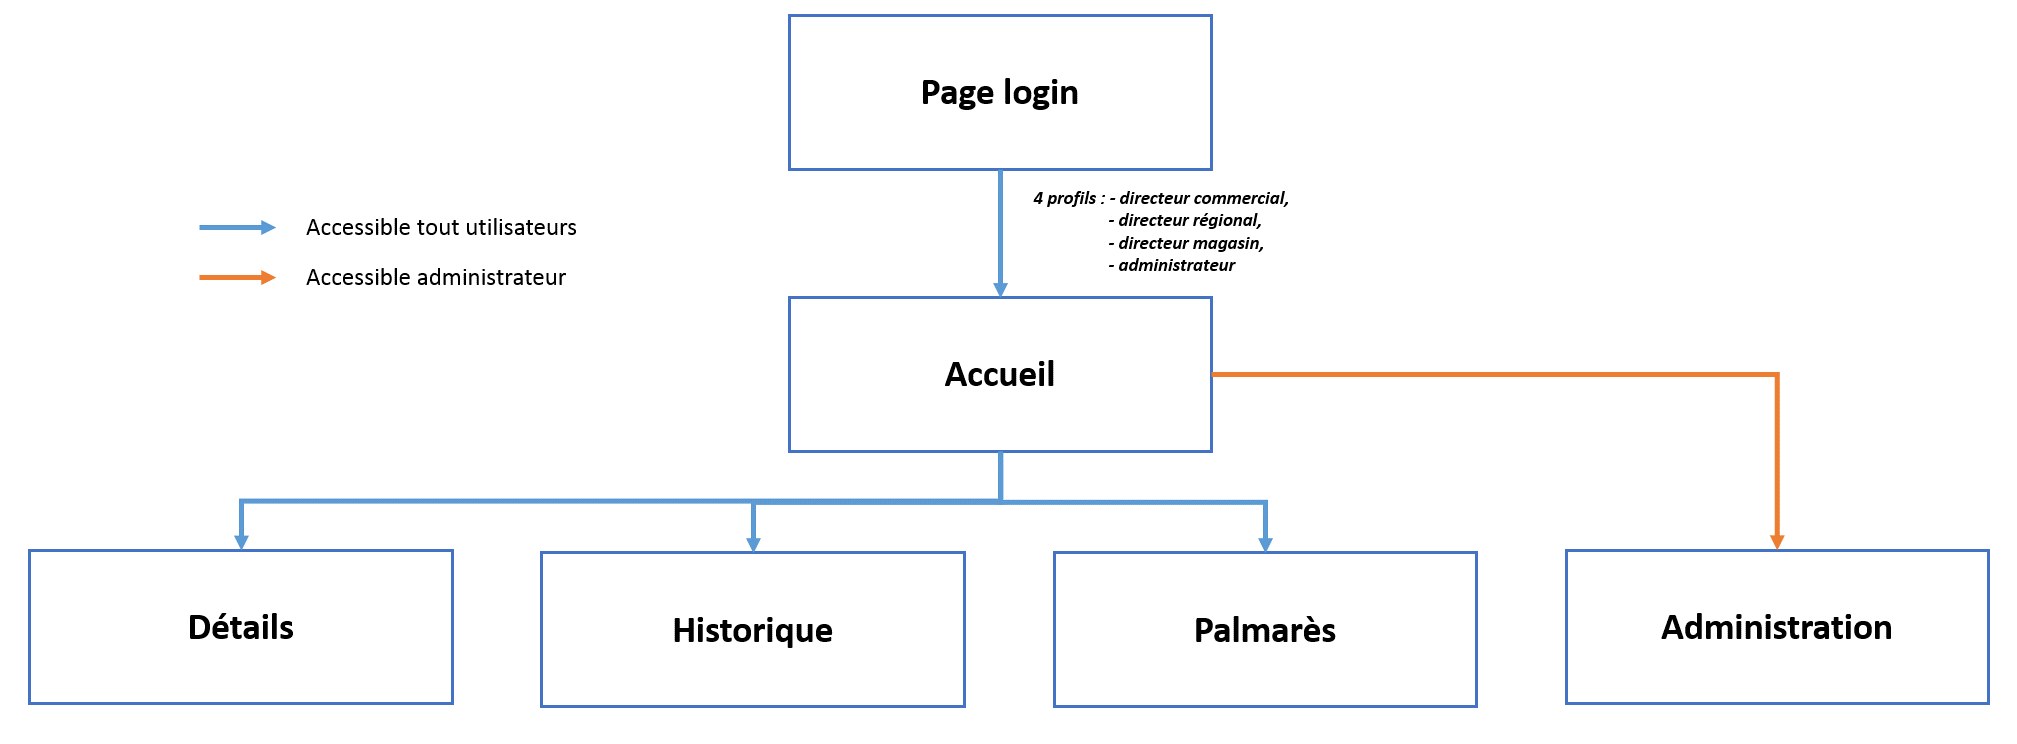 Page login
4 profils : - directeur commercial,
- directeur régional,
- directeur magasin,
- administrateur
Accessible tout utilisateurs
Accessible administrateur
Accueil
Détails
Historique
Palmarès
Administration